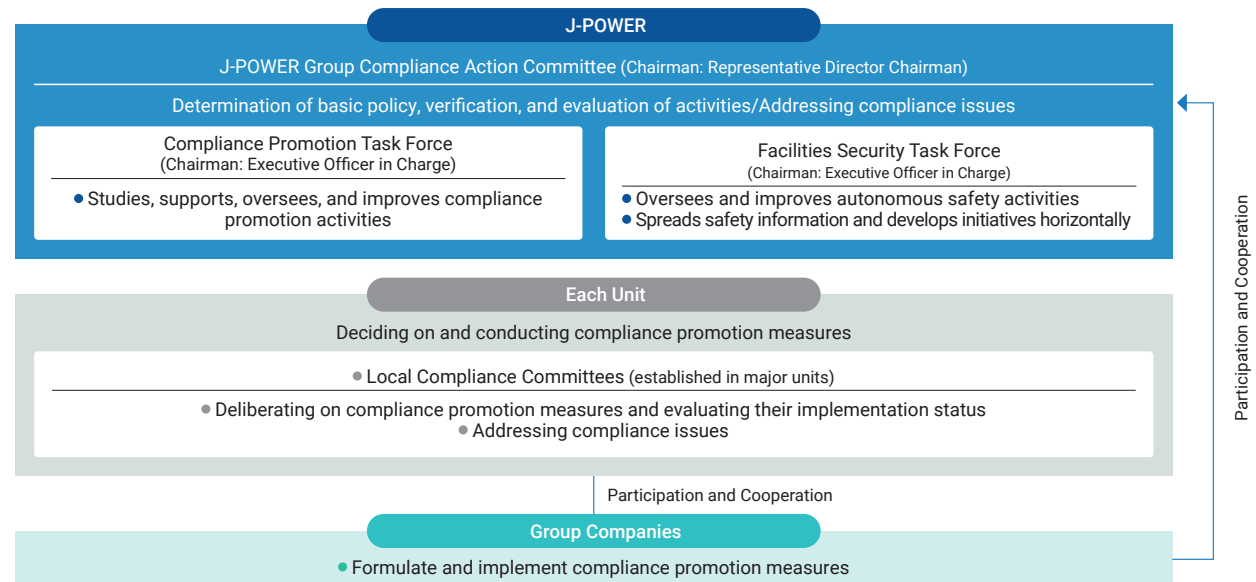 J-POWER
J-POWER Group Compliance Action Committee (Chairman: Representative Director Chairman)
Determination of basic policy, verification, and evaluation of activities/Addressing compliance issues
Compliance Promotion Task Force
(Chairman: Executive Officer in Charge)
● Studies, supports, oversees, and improves compliance
promotion activities
Facilities Security Task Force
(Chairman: Executive Officer in Charge)
● Oversees and improves autonomous safety activities
● Spreads safety information and develops initiatives horizontally
Each Unit
Deciding on and conducting compliance promotion measures
● Local Compliance Committees (established in major units)
● Deliberating on compliance promotion measures and evaluating their implementation status
● Addressing compliance issues
Participation and Cooperation
Group Companies
● Formulate and implement compliance promotion measures
Participation and Cooperation